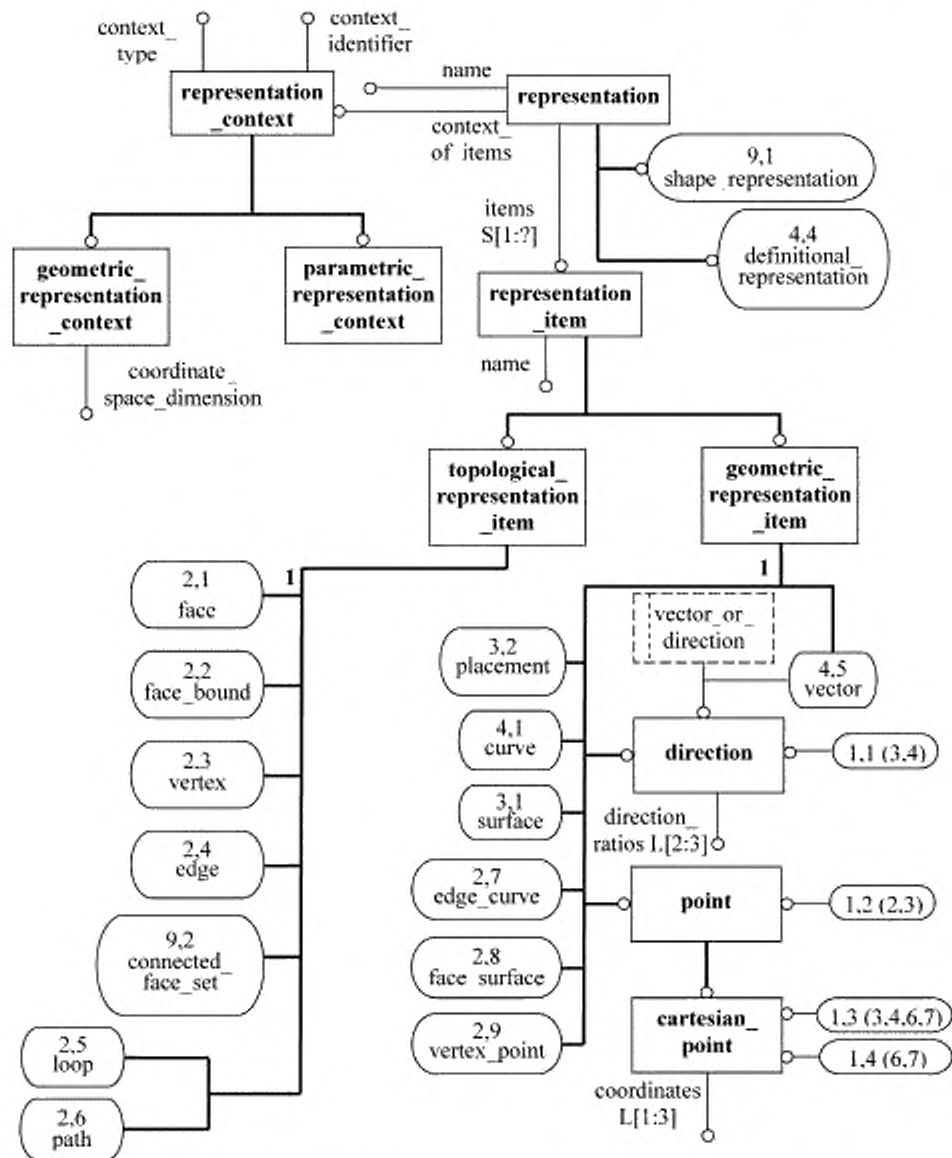 context_
type
context_
identifier
name
representation
_context
representation
context_
of items
9,1
shape representation
items
S[1:?]
4,4
definitional_
representation
geometric_
representation
_context
parametric_
representation
_context
representation
_item
name
coordinate_
space_dimension
topological_
representation
_item
geometric_
representation
_item
1
1
2,1
face
vector_or_
direction
3,2
placement
2,2
face_bound
4,5
vector
4,1
curve
direction
1,1 (3,4)
2,3
vertex
3,1
surface
direction_
ratios L[2:3]
2,4
edge
2,7
edge_curve
point
1,2 (2,3)
9,2
connected_
face_set
2,8
face surface
cartesian_
point
1,3 (3,4,6,7)
2,9
vertex_point
1,4 (6,7)
2,5
loop
coordinates
L[1:3]
2,6
path